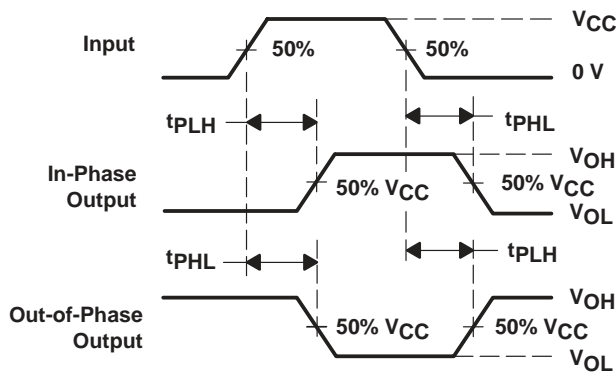 VCC
Input
50%
50%
0 V
tPLH
tPHL
VOH
In-Phase
Output
50% VCC
50% VCC
VOL
tPHL
tPLH
VOH
Out-of-Phase
Output
50% VCC
50% VCC
VOL